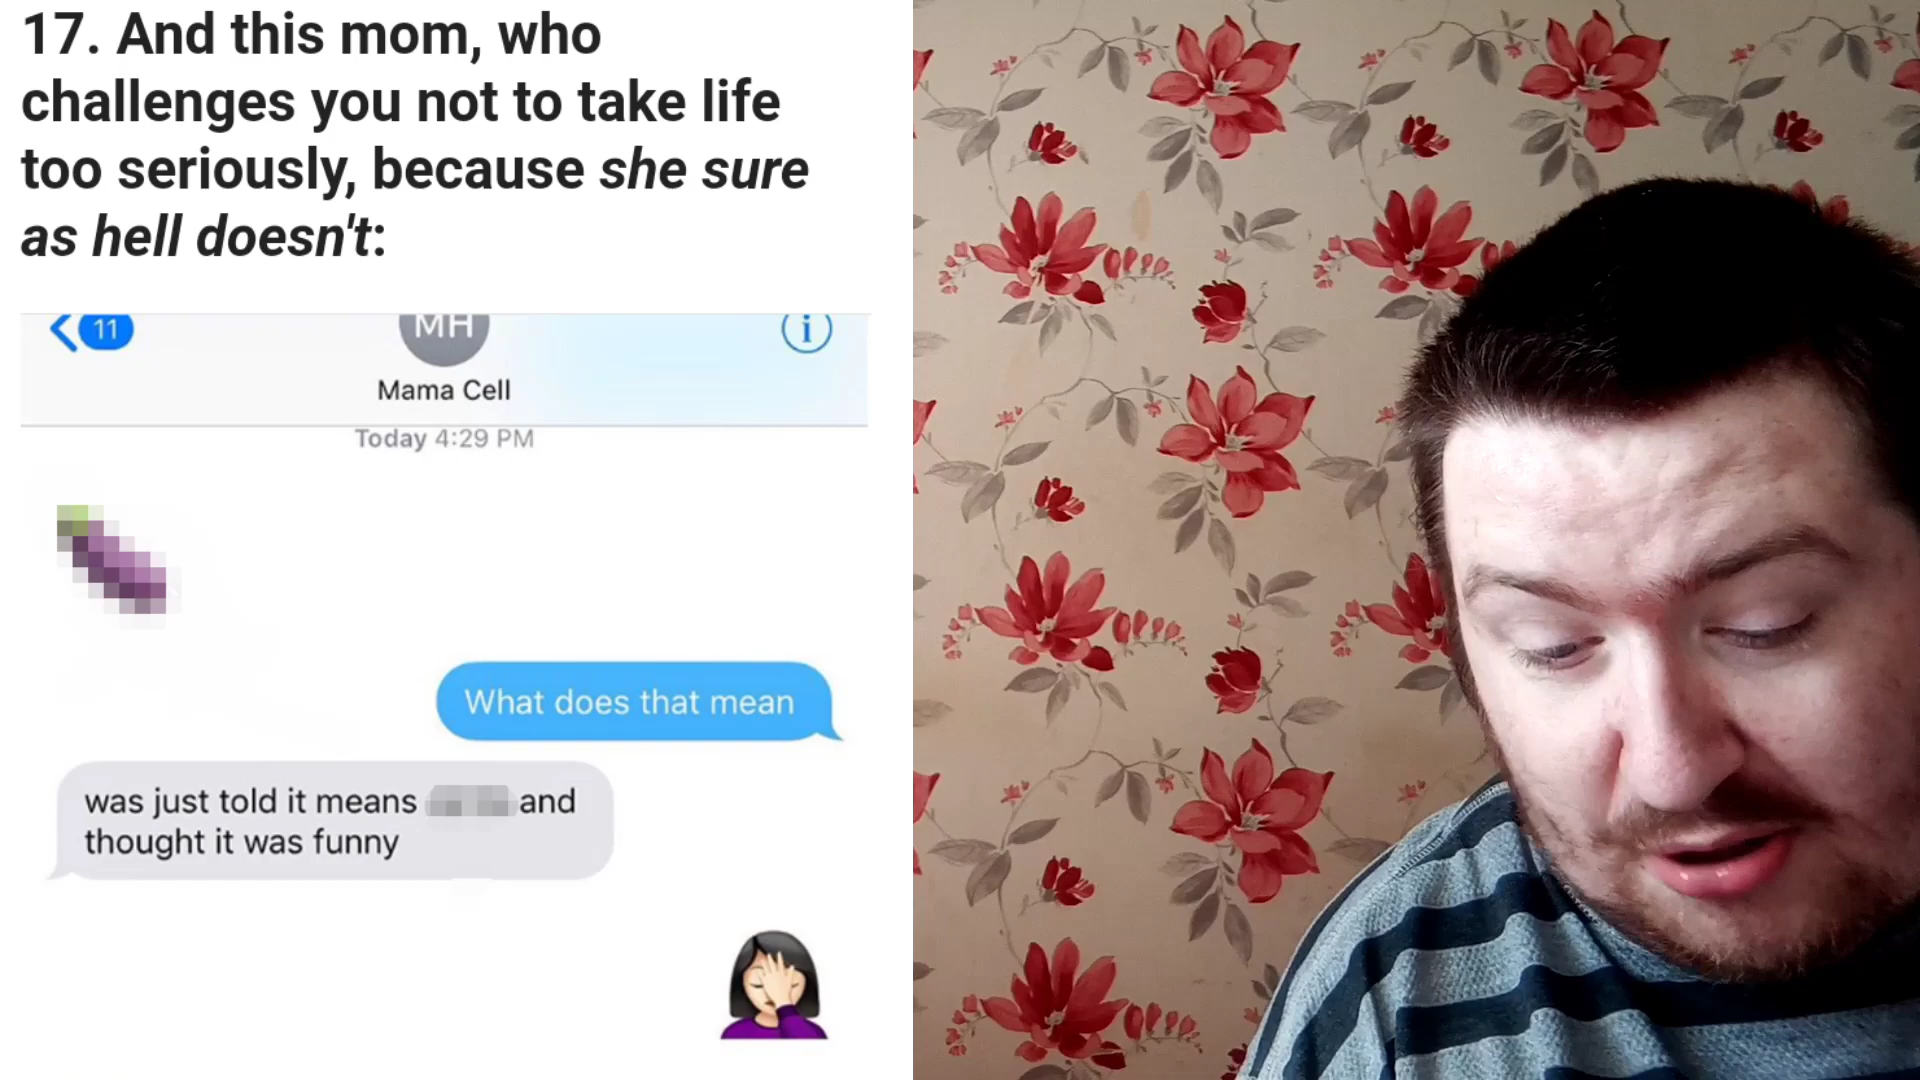 17. And this mom, who
challenges you not to take life
too seriously, because she sure
as hell doesn't:
11
MH
Mama Cell
Today 4:29 PM
What does that mean
was just told it means and
thought it was funny